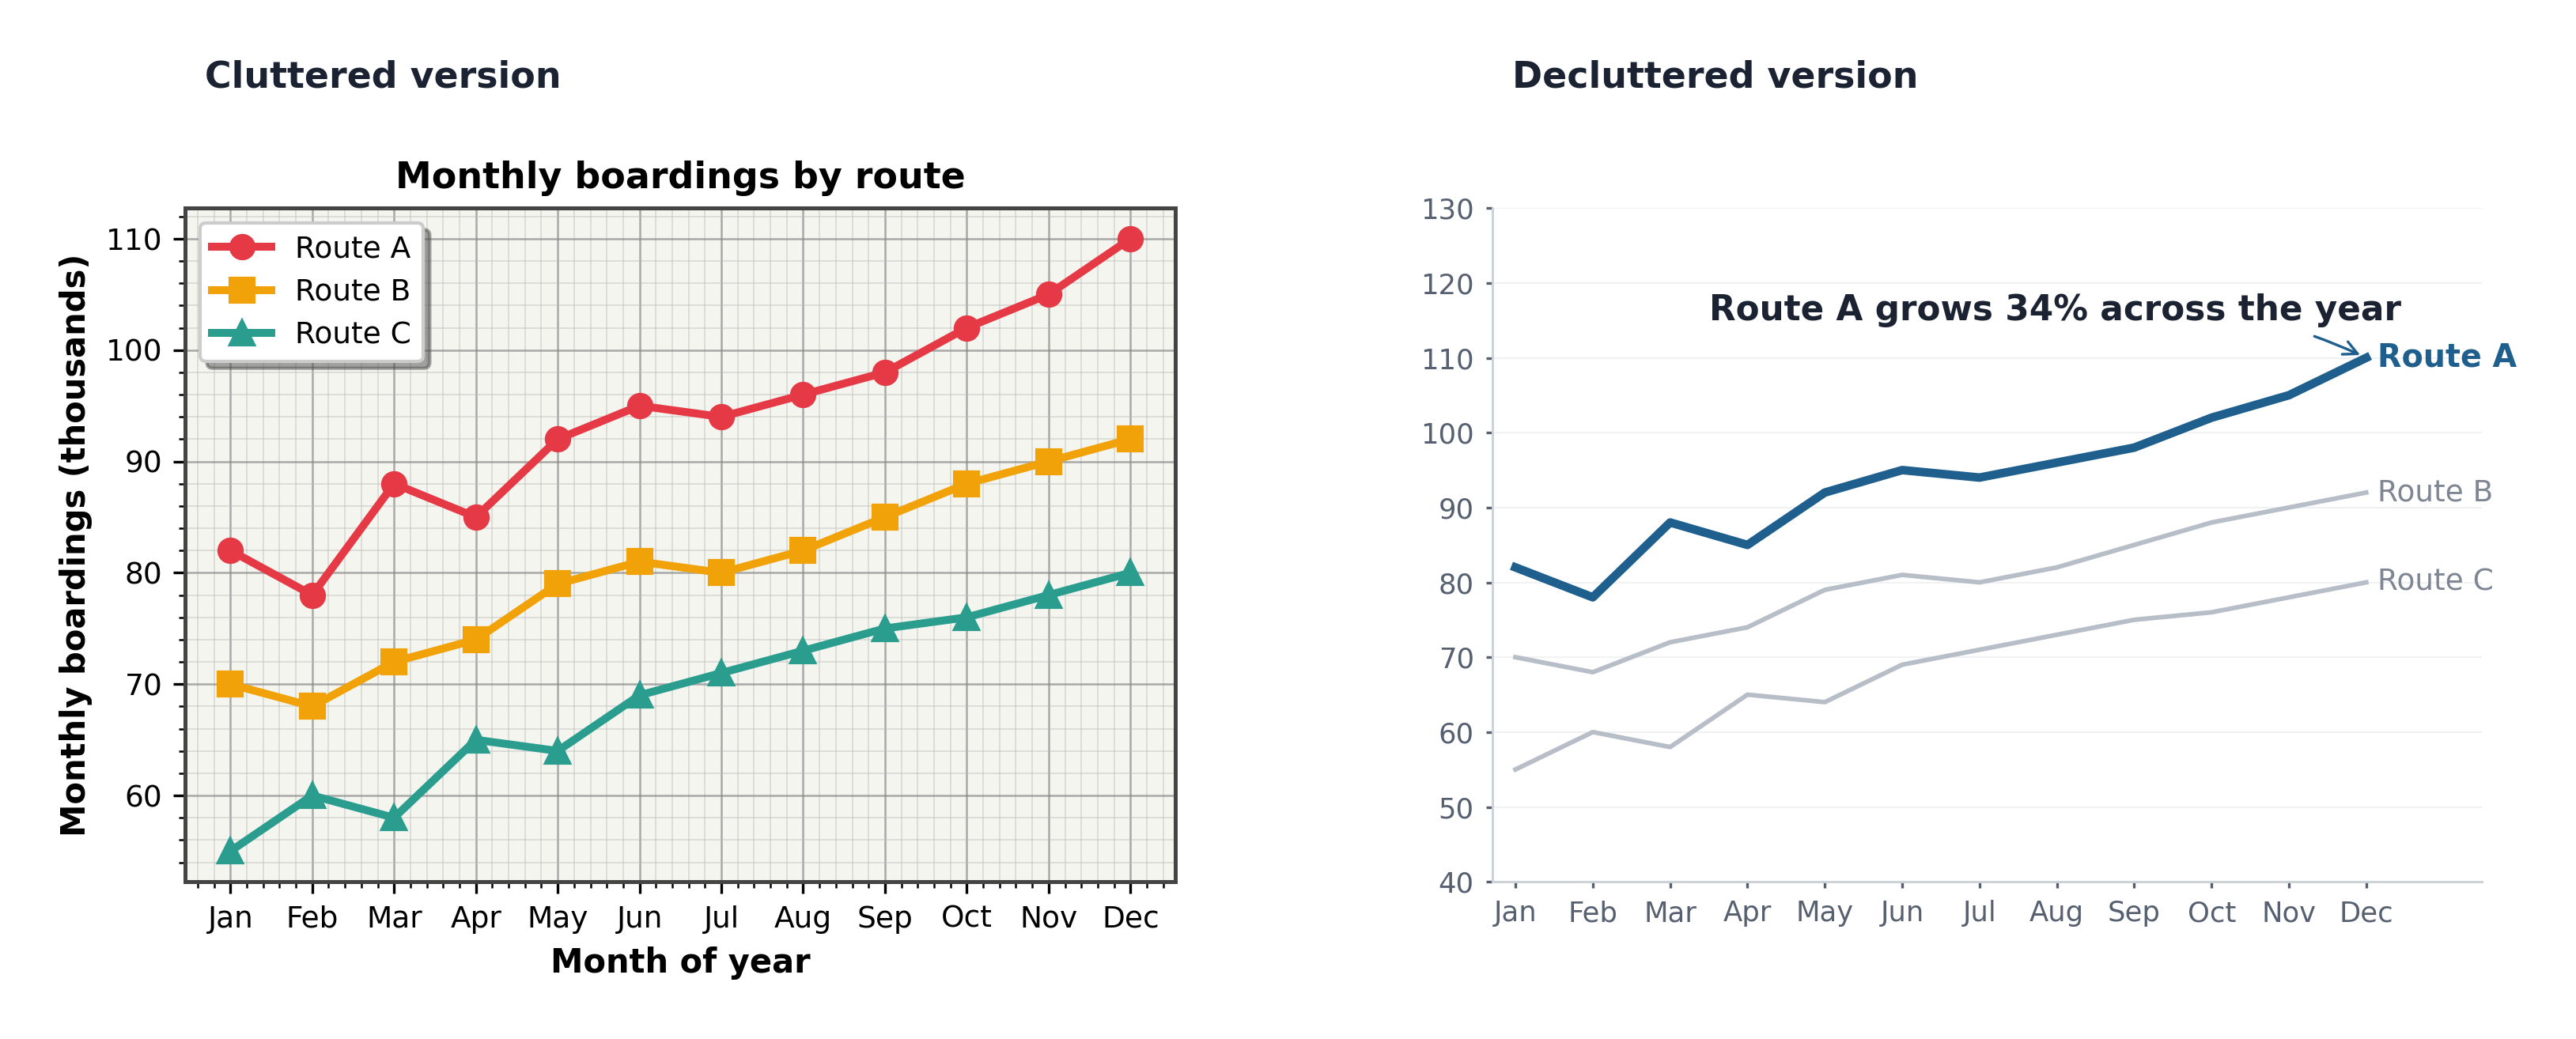 Cluttered version
Monthly boardings by route
Monthly boardings (thousands)
110
100
90
80
70
60
Route A
Route B
Route C
Jan Feb Mar Apr May Jun Jul Aug Sep Oct Nov Dec
Month of year
Decluttered version
130
120
110
100
90
80
70
60
50
40
Route A grows 34% across the year
Route A
Route B
Route C
Jan Feb Mar Apr May Jun Jul Aug Sep Oct Nov Dec